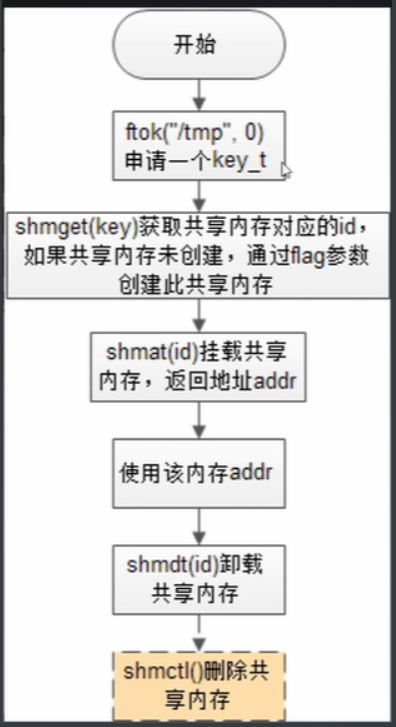 开始
ftok("/tmp", 0)
申请一个key_t
shmget(key)获取共享内存对应的id，
如果共享内存未创建，通过flag参数
创建此共享内存
shmat(id)挂载共享
内存，返回地址addr
使用该内存addr
shmdt(id)卸载
共享内存
shmctl()删除共
享内存